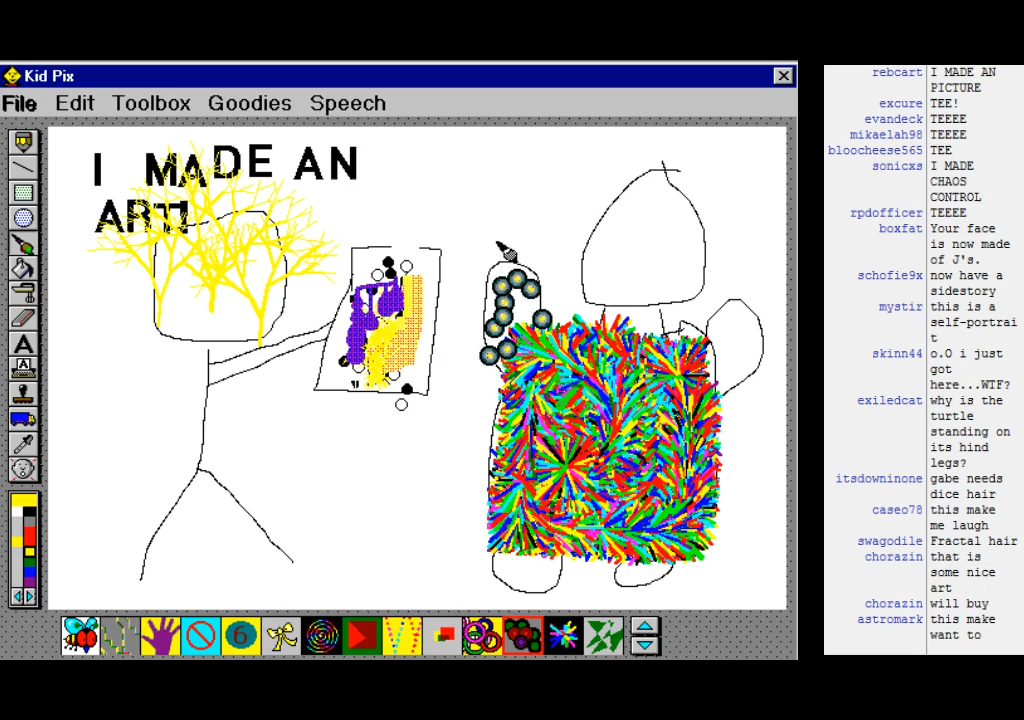 Kid Pix
File Edit Toolbox Goodies Speech
I MADE AN
ART!
6
rebcart I MADE AN
PICTURE
excure TEE!
evandeck TEEEE
mikaelah98 TEEEE
bloocheese565 TEE
sonicxs I MADE
CHAOS
CONTROL
rpdofficer TEEEE
boxfat Your face
is now made
of J's.
schofie9x now have a
sidestory
mystir this is a
self-portrai
t
skinn44 o.O i just
got
here...WTF?
exiledcat why is the
turtle
standing on
its hind
legs?
itsdowninone gabe needs
dice hair
caseo78 this make
me laugh
swagodile Fractal hair
chorazin that is
some nice
art
chorazin will buy
astromark this make
want to